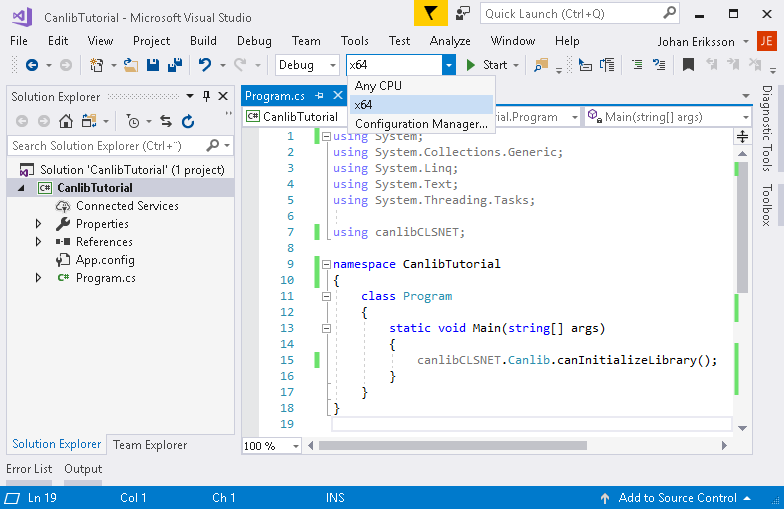 CanlibTutorial - Microsoft Visual Studio
Quick Launch (Ctrl+Q)
File Edit View Project Build Debug Team Tools Test Analyze Window Help Johan Eriksson JE
Debug x64 Start
Any CPU
x64
Configuration Manager...
Solution Explorer
Search Solution Explorer (Ctrl+¨)
Solution 'CanlibTutorial' (1 project)
C# CanlibTutorial
Connected Services
Properties
References
App.config
C# Program.cs
Solution Explorer Team Explorer
Program.cs
C# CanlibTutorial
rial.Program
Main(string[] args)
1 using System;
2 using System.Collections.Generic;
3 using System.Linq;
4 using System.Text;
5 using System.Threading.Tasks;
6
7 using canlibCLSNET;
8
9 namespace CanlibTutorial
10 {
11 class Program
12 {
13 static void Main(string[] args)
14 {
15 canlibCLSNET.Canlib.canInitializeLibrary();
16 }
17 }
18 }
19
100 %
Diagnostic Tools
Toolbox
Error List Output
Ln 19 Col 1 Ch 1 INS Add to Source Control